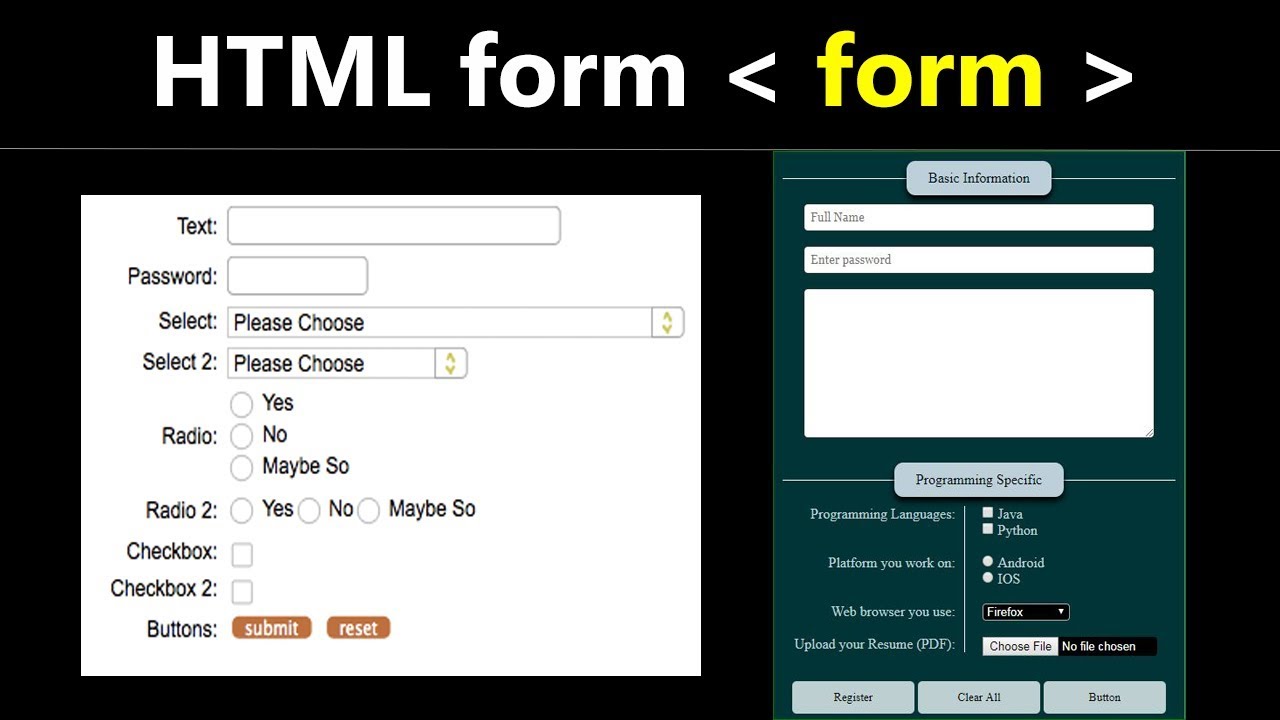 HTML form < form >
Text:
Password:
Select: Please Choose
Select 2: Please Choose
Radio: Yes
No
Maybe So
Radio 2: Yes No Maybe So
Checkbox:
Checkbox 2:
Buttons: submit reset
Basic Information
Full Name
Enter password
Programming Specific
Programming Languages: Java
Python
Platform you work on: Android
IOS
Web browser you use: Firefox
Upload your Resume (PDF): Choose File No file chosen
Register Clear All Button